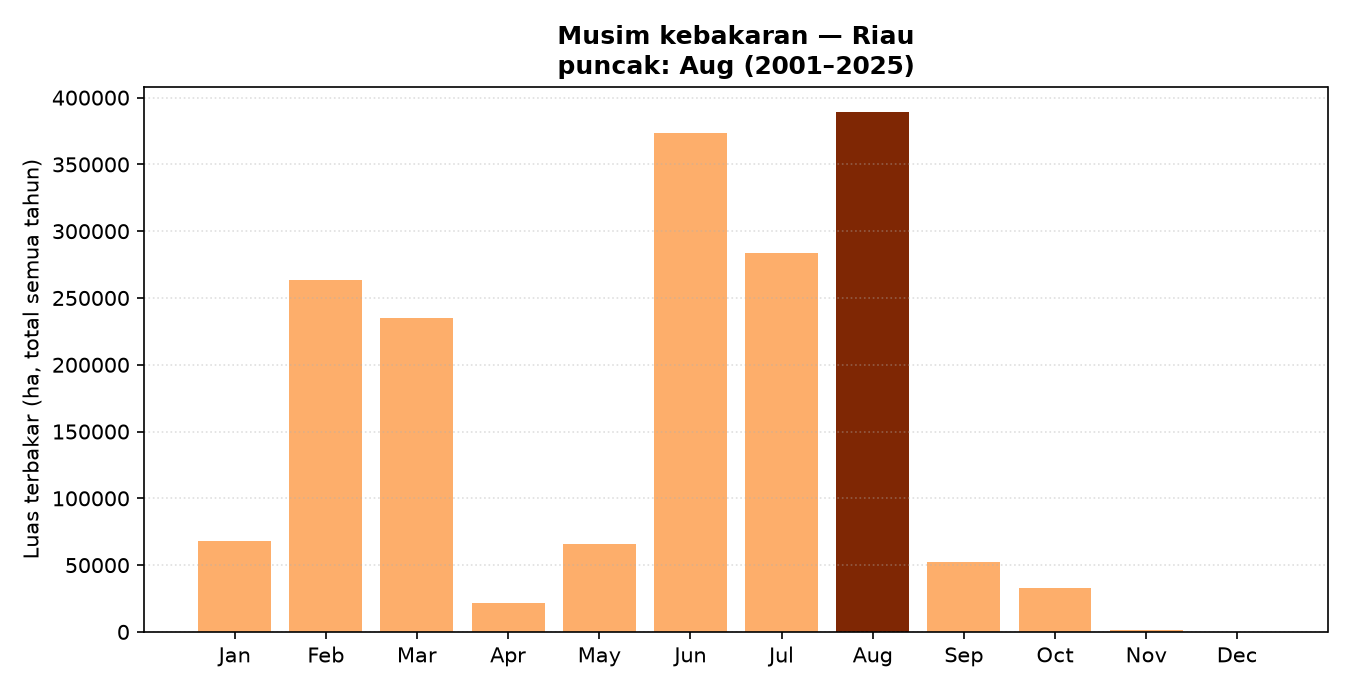 Musim kebakaran — Riau
puncak: Aug (2001–2025)
Luas terbakar (ha, total semua tahun)
400000
350000
300000
250000
200000
150000
100000
50000
0
Jan Feb Mar Apr May Jun Jul Aug Sep Oct Nov Dec